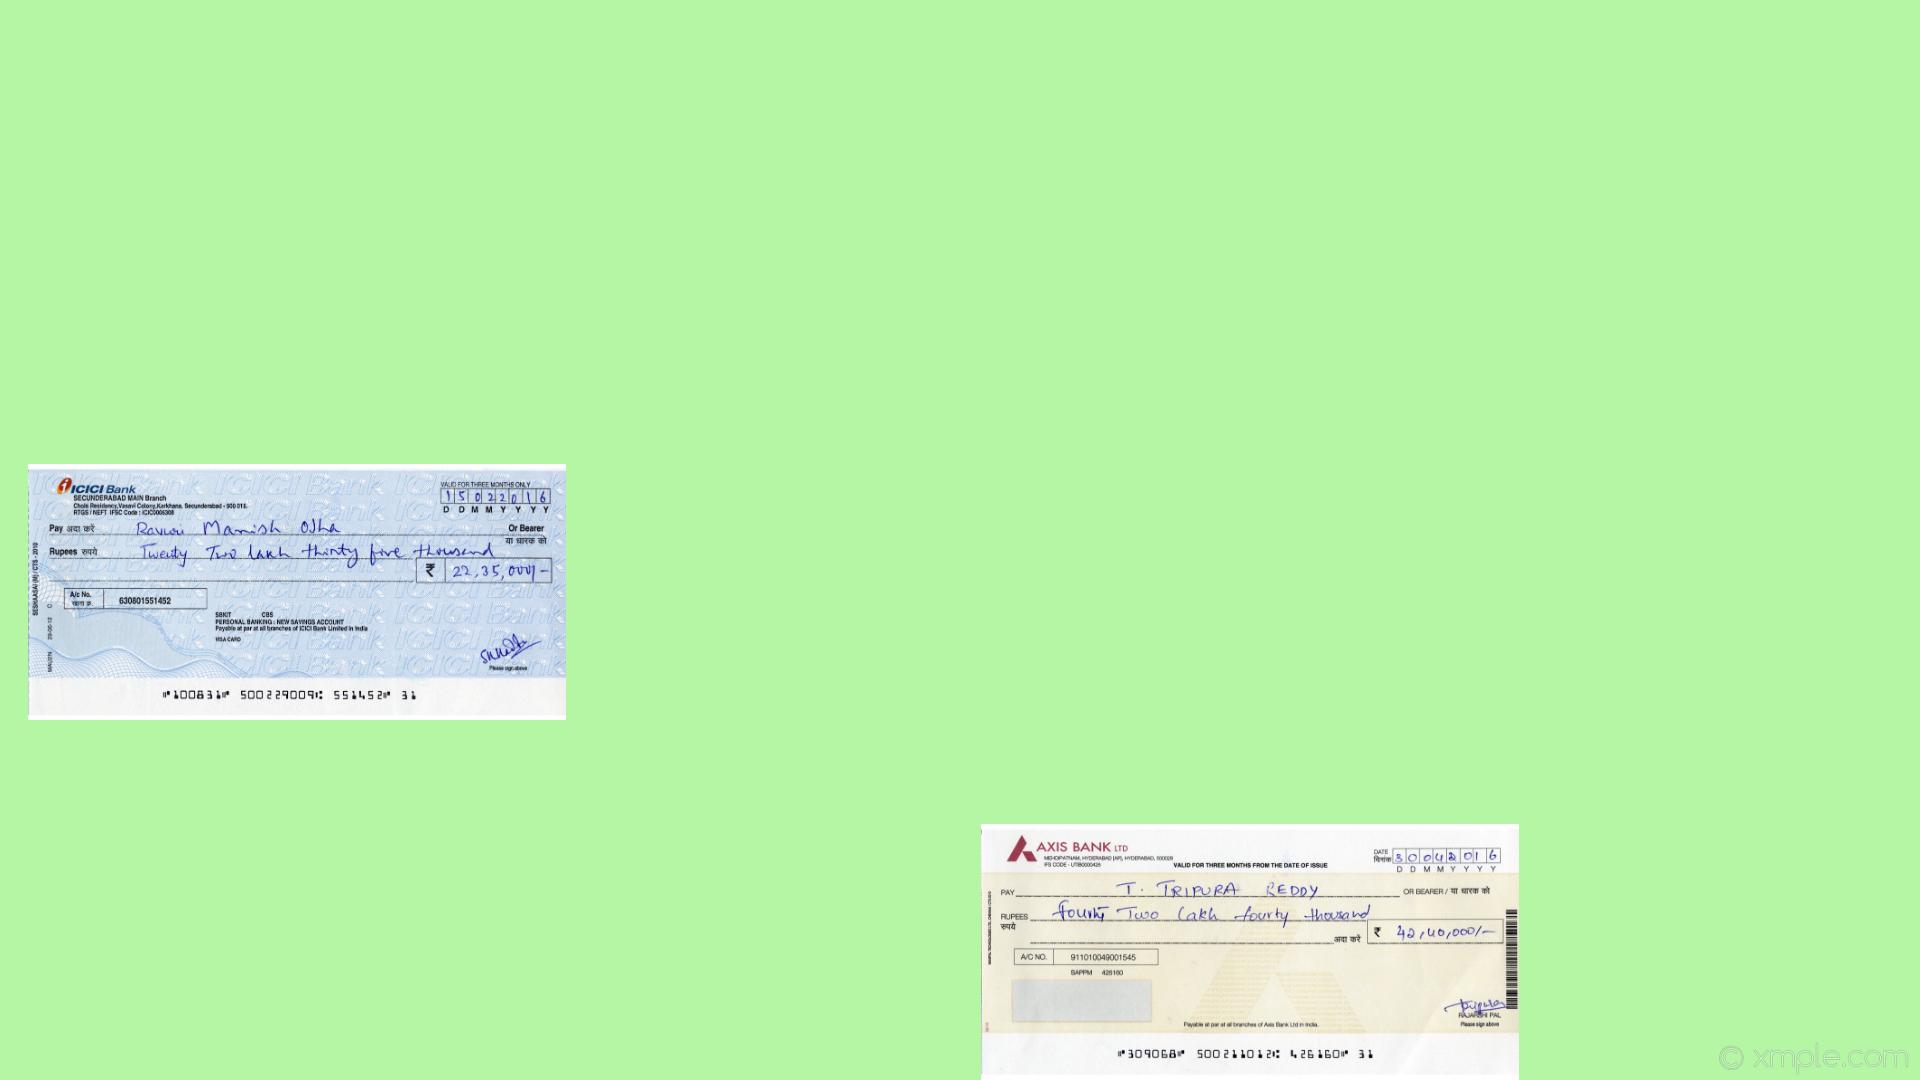 ICICI Bank
VALID FOR THREE MONTHS ONLY
SECUNDERABAD MAIN Branch
1 5 0 2 2 0 1 6
Chois Residency,Vasavi Colony,Karkhana, Secunderabad - 500 015.
D D M M Y Y Y Y
RTGS / NEFT IFSC Code : ICIC0006308
Pay अदा करें Manish Ojha Or Bearer
या धारक को
Rupees रुपये Twenty Two lakh thirty five thousand
₹ 22,35,000/-
A/c No.
खाता क्र. 630801551452
SBKIT CBS
PERSONAL BANKING : NEW SAVINGS ACCOUNT
Payable at par at all branches of ICICI Bank Limited in India
VISA CARD
Please sign above
SESHAASAI (M) / CTS - 2010
"100831" 500229009: 551452" 31
AXIS BANK LTD
MEHDIPATNAM, HYDERABAD [AP], HYDERABAD, 500028
IFS CODE - UTIB0000426
VALID FOR THREE MONTHS FROM THE DATE OF ISSUE
DATE
दिनांक 3 0 0 4 2 0 1 6
D D M M Y Y Y Y
PAY T. TRIPURA REDDY OR BEARER / या धारक को
RUPEES fourty Two Lakh fourty thousand
रुपये
अदा करें ₹ 42,40,000/-
A/C NO. 911010049001545
SAPPM 426160
RAJARSHI PAL
Payable at par at all branches of Axis Bank Ltd in India.
Please sign above
"309068" 500211012: 426160" 31
© xmple.com